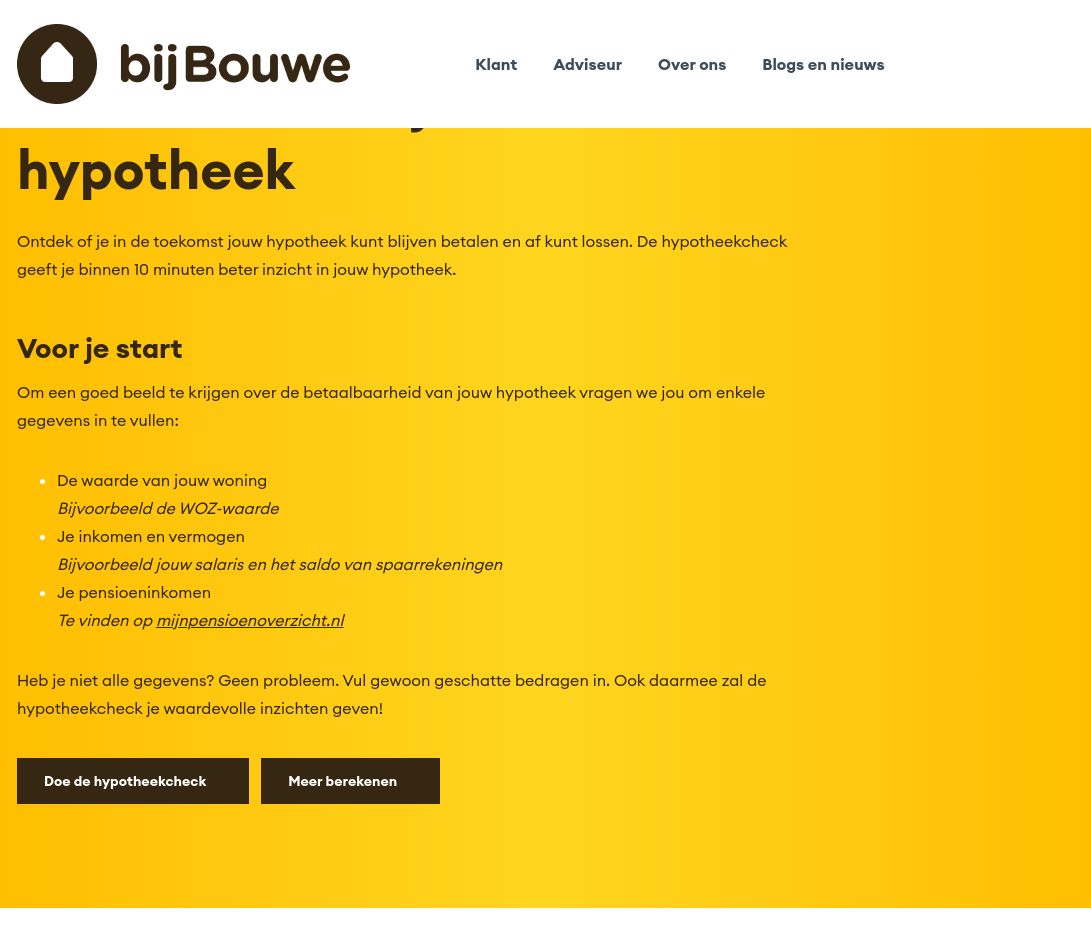 bijBouwe
Klant
Adviseur
Over ons
Blogs en nieuws
hypotheek
Ontdek of je in de toekomst jouw hypotheek kunt blijven betalen en af kunt lossen. De hypotheekcheck
geeft je binnen 10 minuten beter inzicht in jouw hypotheek.
Voor je start
Om een goed beeld te krijgen over de betaalbaarheid van jouw hypotheek vragen we jou om enkele
gegevens in te vullen:
De waarde van jouw woning
Bijvoorbeeld de WOZ-waarde
Je inkomen en vermogen
Bijvoorbeeld jouw salaris en het saldo van spaarrekeningen
Je pensioeninkomen
Te vinden op mijnpensioenoverzicht.nl
Heb je niet alle gegevens? Geen probleem. Vul gewoon geschatte bedragen in. Ook daarmee zal de
hypotheekcheck je waardevolle inzichten geven!
Doe de hypotheekcheck
Meer berekenen